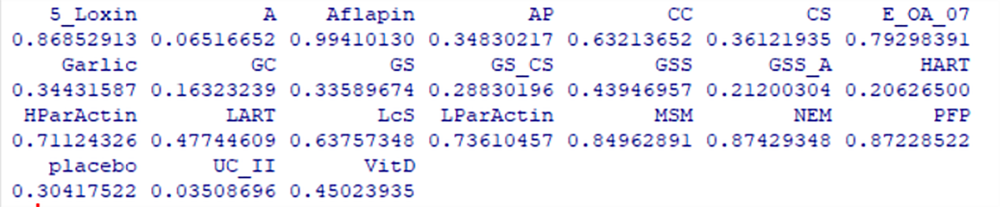 5_Loxin A Aflapin AP CC CS E_OA_07
0.86852913 0.06516652 0.99410130 0.34830217 0.63213652 0.36121935 0.79298391
Garlic GC GS GS_CS GSS GSS_A HART
0.34431587 0.16323239 0.33589674 0.28830196 0.43946957 0.21200304 0.20626500
HParActin LART LcS LParActin MSM NEM PFP
0.71124326 0.47744609 0.63757348 0.73610457 0.84962891 0.87429348 0.87228522
placebo UC_II VitD
0.30417522 0.03508696 0.45023935